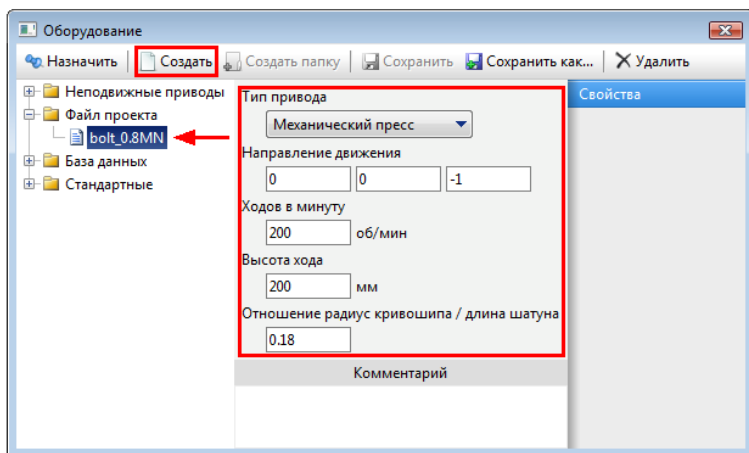 Оборудование
Назначить Создать Создать папку Сохранить Сохранить как... Удалить
Неподвижные приводы
Файл проекта
bolt_0.8MN
База данных
Стандартные
Тип привода
Механический пресс
Направление движения
0 0 -1
Ходов в минуту
200 об/мин
Высота хода
200 мм
Отношение радиус кривошипа / длина шатуна
0.18
Комментарий
Свойства